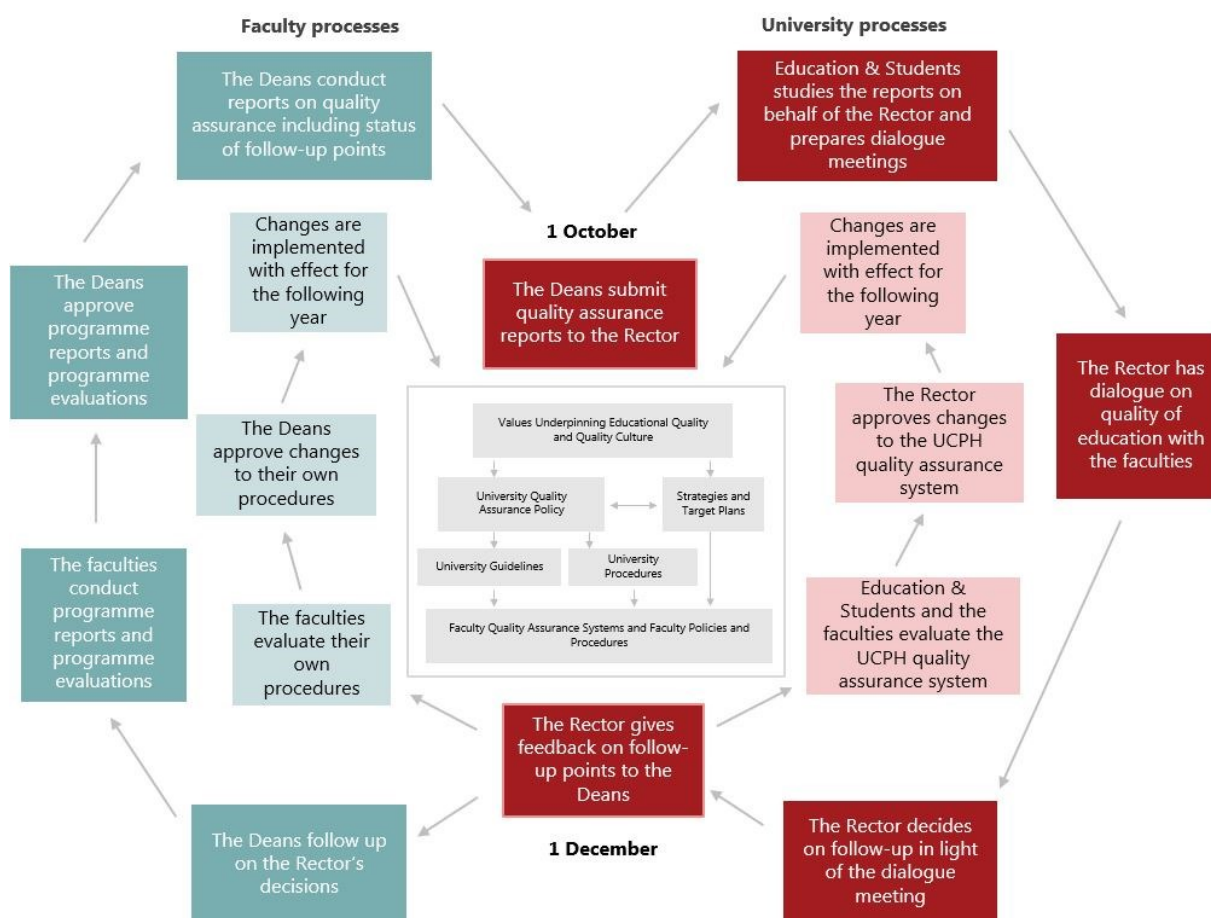 Faculty processes
University processes
The Deans conduct
reports on quality
assurance including status
of follow-up points
Education & Students
studies the reports on
behalf of the Rector and
prepares dialogue
meetings
Changes are
implemented
with effect for
the following
year
1 October
Changes are
implemented
with effect for
the following
year
The Deans
approve
programme
reports and
programme
evaluations
The Deans submit
quality assurance
reports to the Rector
The Rector has
dialogue on
quality of
education with
the faculties
The Deans
approve changes
to their own
procedures
Values Underpinning Educational Quality
and Quality Culture
University Quality
Assurance Policy
Strategies and
Target Plans
University Guidelines
University
Procedures
Faculty Quality Assurance Systems and Faculty Policies and
Procedures
The Rector
approves changes
to the UCPH
quality assurance
system
The faculties
conduct
programme
reports and
programme
evaluations
The faculties
evaluate their
own
procedures
Education &
Students and the
faculties evaluate the
UCPH quality
assurance system
The Rector gives
feedback on follow-
up points to the
Deans
The Deans follow up
on the Rector's
decisions
1 December
The Rector decides
on follow-up in light
of the dialogue
meeting